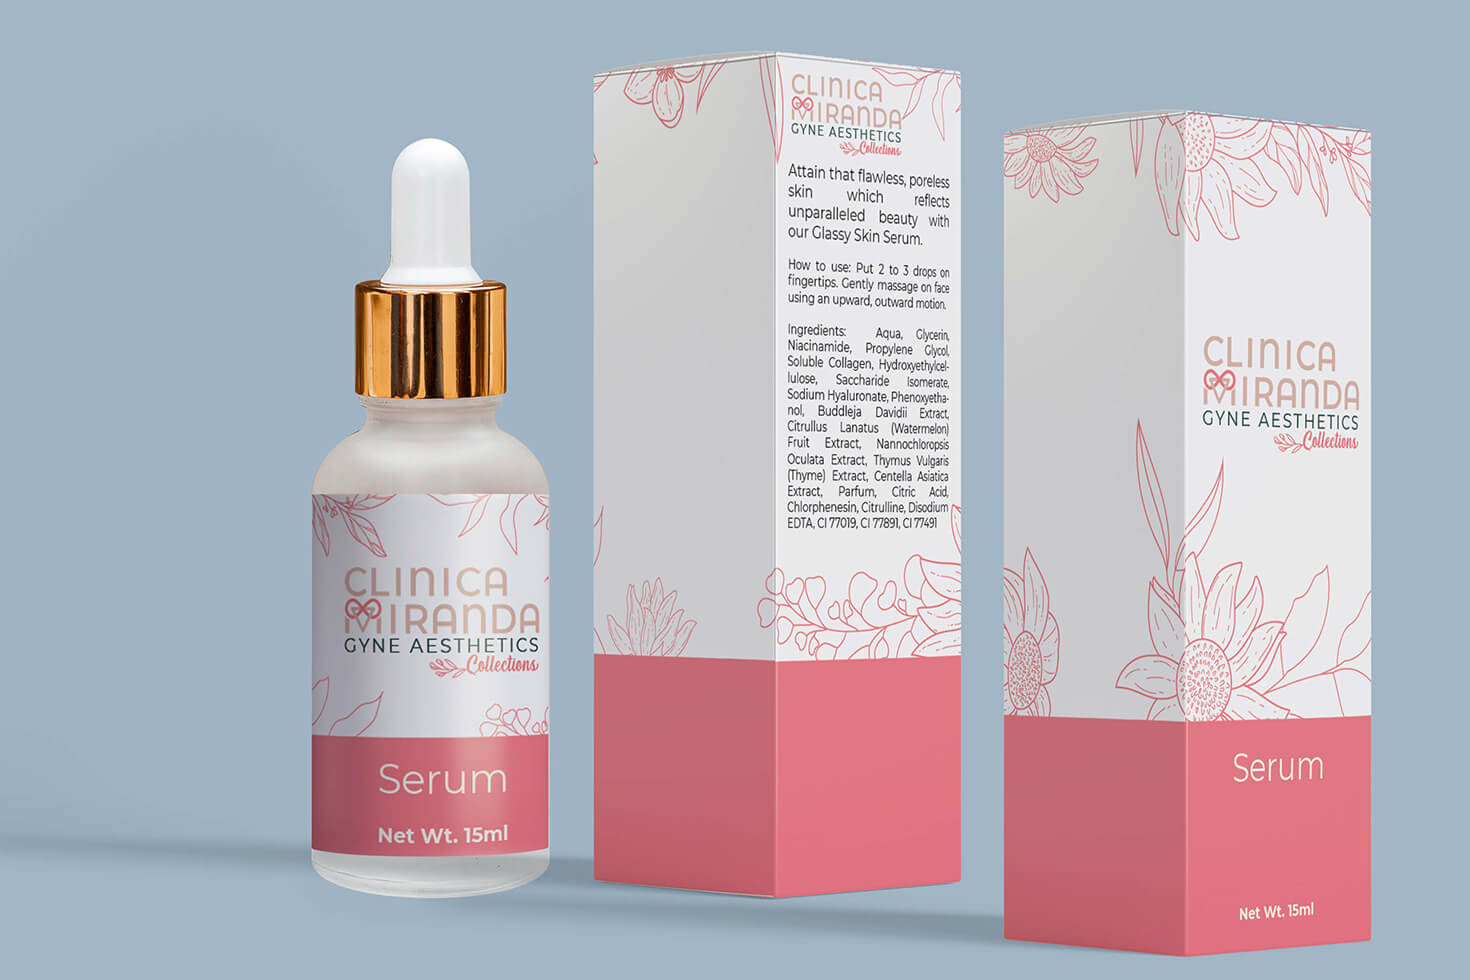 CLINICA
MIRANDA
GYNE AESTHETICS
Collections
Serum
Net Wt. 15ml
CLINICA
MIRANDA
GYNE AESTHETICS
Collections
Attain that flawless, poreless
skin which reflects
unparalleled beauty with
our Glassy Skin Serum.
How to use: Put 2 to 3 drops on
fingertips. Gently massage on face
using an upward, outward motion.
Ingredients: Aqua, Glycerin,
Niacinamide, Propylene Glycol,
Soluble Collagen, Hydroxyethylcel-
lulose, Saccharide Isomerate,
Sodium Hyaluronate, Phenoxyetha-
nol, Buddleja Davidii Extract,
Citrullus Lanatus (Watermelon)
Fruit Extract, Nannochloropsis
Oculata Extract, Thymus Vulgaris
(Thyme) Extract, Centella Asiatica
Extract, Parfum, Citric Acid,
Chlorphenesin, Citrulline, Disodium
EDTA, CI 77019, CI 77891, CI 77491
CLINICA
MIRANDA
GYNE AESTHETICS
Collections
Serum
Net Wt. 15ml